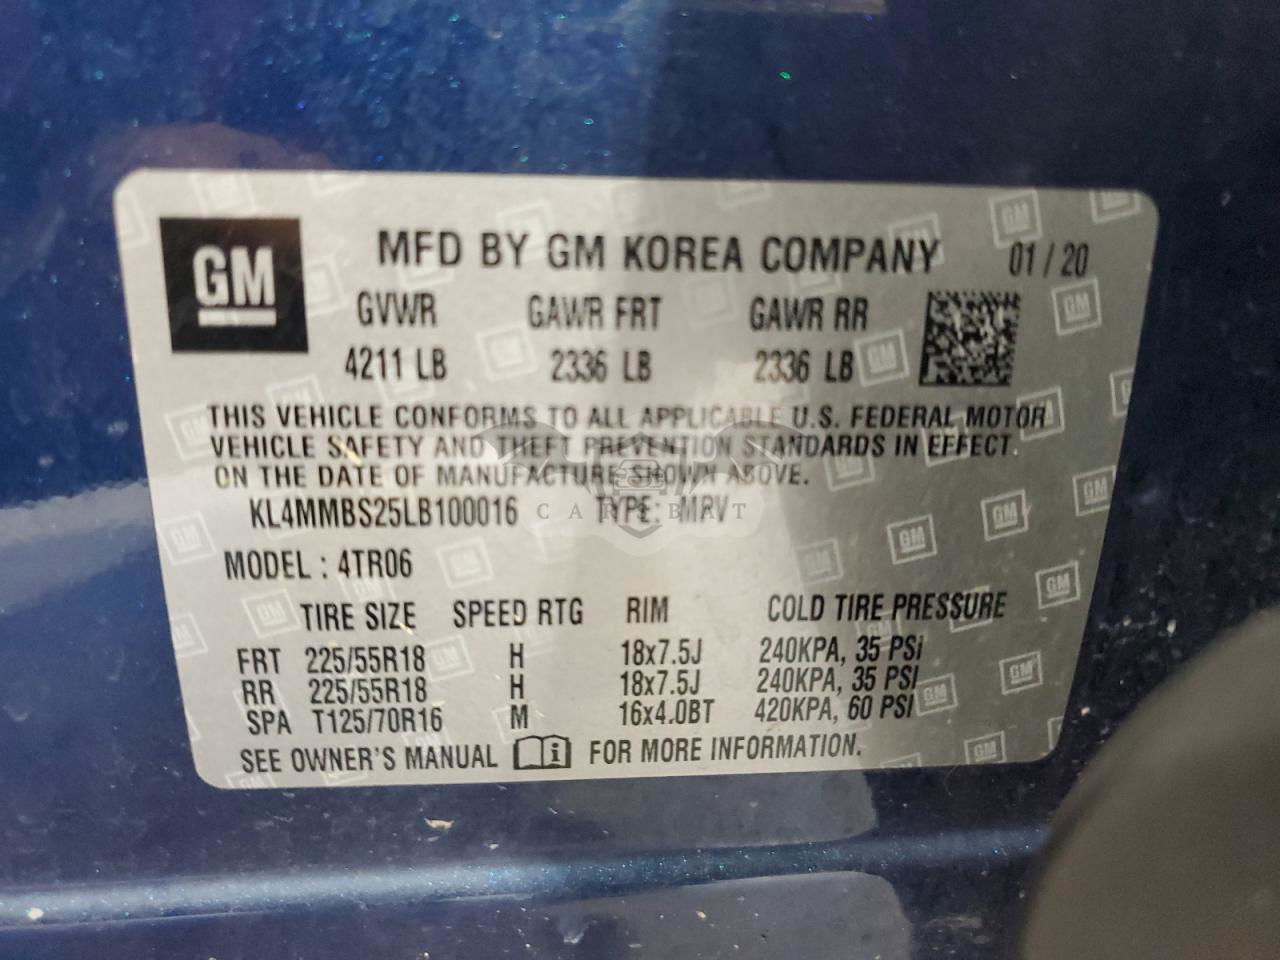 GM
MFD BY GM KOREA COMPANY 01 / 20
GVWR GAWR FRT GAWR RR
4211 LB 2336 LB 2336 LB
THIS VEHICLE CONFORMS TO ALL APPLICABLE U.S. FEDERAL MOTOR
VEHICLE SAFETY AND THEFT PREVENTION STANDARDS IN EFFECT
ON THE DATE OF MANUFACTURE SHOWN ABOVE.
KL4MMBS25LB100016 TYPE: MRV
CARSBAT
MODEL : 4TR06
TIRE SIZE SPEED RTG RIM COLD TIRE PRESSURE
FRT 225/55R18 H 18x7.5J 240KPA, 35 PSi
RR 225/55R18 H 18x7.5J 240KPA, 35 PSI
SPA T125/70R16 M 16x4.0BT 420KPA, 60 PSI
SEE OWNER'S MANUAL i FOR MORE INFORMATION.